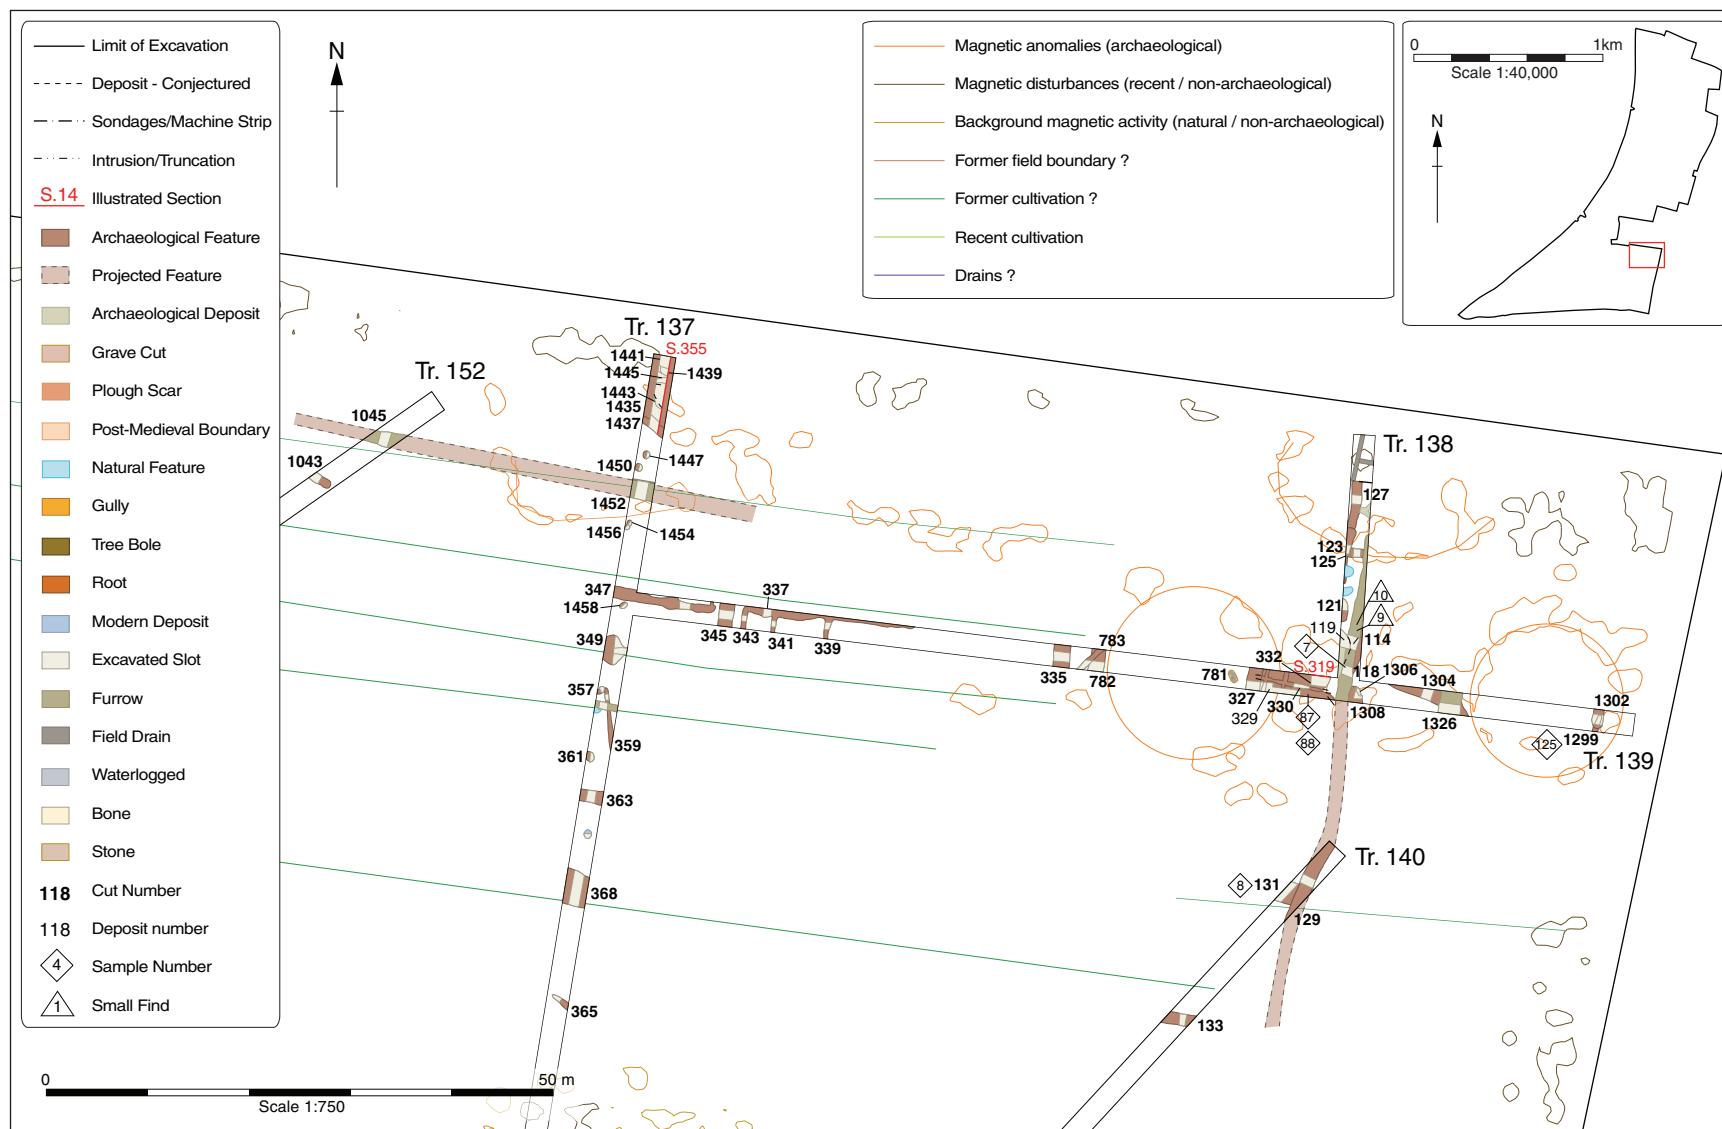 Limit of Excavation
Deposit - Conjectured
Sondages/Machine Strip
Intrusion/Truncation
S.14 Illustrated Section
Archaeological Feature
Projected Feature
Archaeological Deposit
Grave Cut
Plough Scar
Post-Medieval Boundary
Natural Feature
Gully
Tree Bole
Root
Modern Deposit
Excavated Slot
Furrow
Field Drain
Waterlogged
Bone
Stone
118 Cut Number
118 Deposit number
4 Sample Number
1 Small Find
N
Magnetic anomalies (archaeological)
Magnetic disturbances (recent / non-archaeological)
Background magnetic activity (natural / non-archaeological)
Former field boundary ?
Former cultivation ?
Recent cultivation
Drains ?
0 1km
Scale 1:40,000
N
Tr. 137
S.355
1441
1445
1439
1443
1435
1437
Tr. 152
1045
1043
1450
1447
1452
1456
1454
347
1458
337
345
343
341
339
349
357
359
361
363
368
365
335
783
782
Tr. 138
127
123
125
10
121
9
119
114
7
332
S.319
118
1306
781
327
329
330
87
88
1308
1304
1326
1302
1299
125
Tr. 139
Tr. 140
8
131
129
133
0 50 m
Scale 1:750